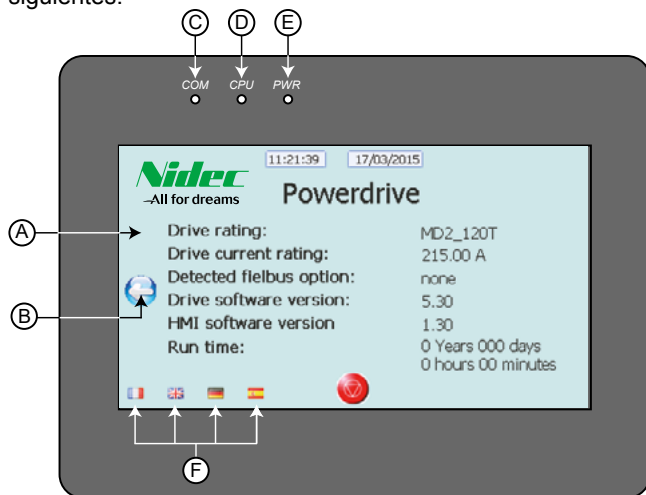 siguientes:
C D E
COM CPU PWR
11:21:39 17/03/2015
Nidec
All for dreams
Powerdrive
A
Drive rating: MD2_120T
Drive current rating: 215.00 A
Detected fielbus option: none
B
Drive software version: 5.30
HMI software version 1.30
Run time: 0 Years 000 days
0 hours 00 minutes
F